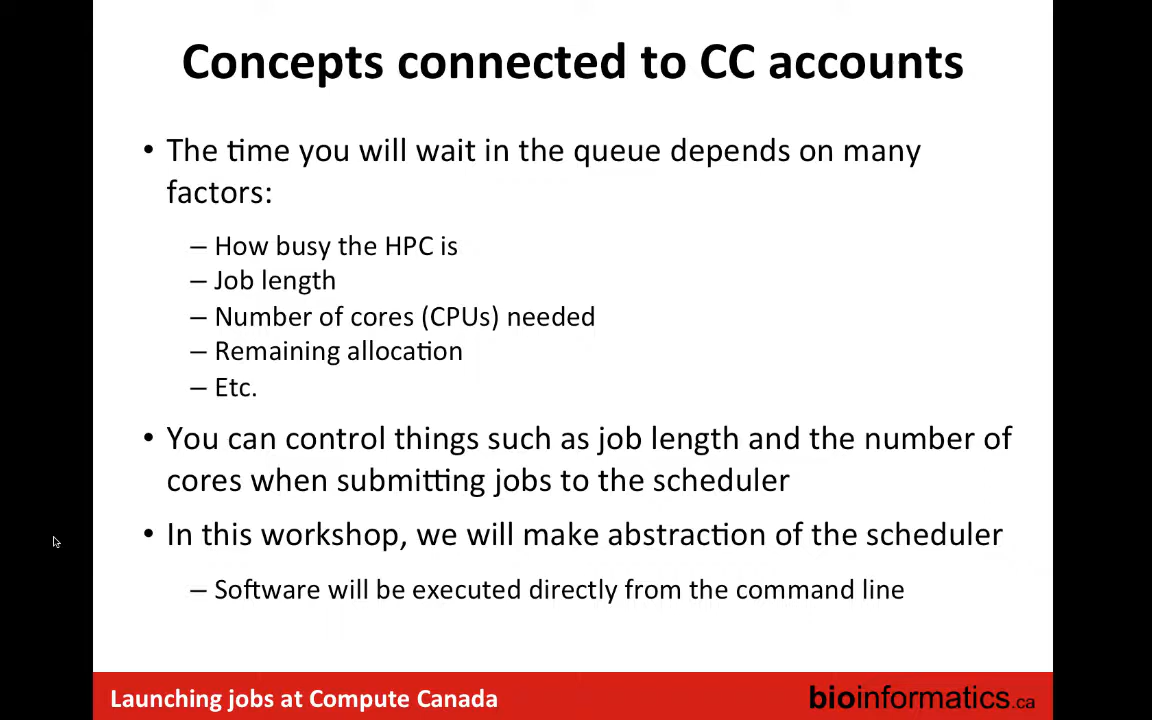 Concepts connected to CC accounts
• The time you will wait in the queue depends on many
factors:
– How busy the HPC is
– Job length
– Number of cores (CPUs) needed
– Remaining allocation
– Etc.
• You can control things such as job length and the number of
cores when submitting jobs to the scheduler
• In this workshop, we will make abstraction of the scheduler
– Software will be executed directly from the command line
Launching jobs at Compute Canada
bioinformatics.ca